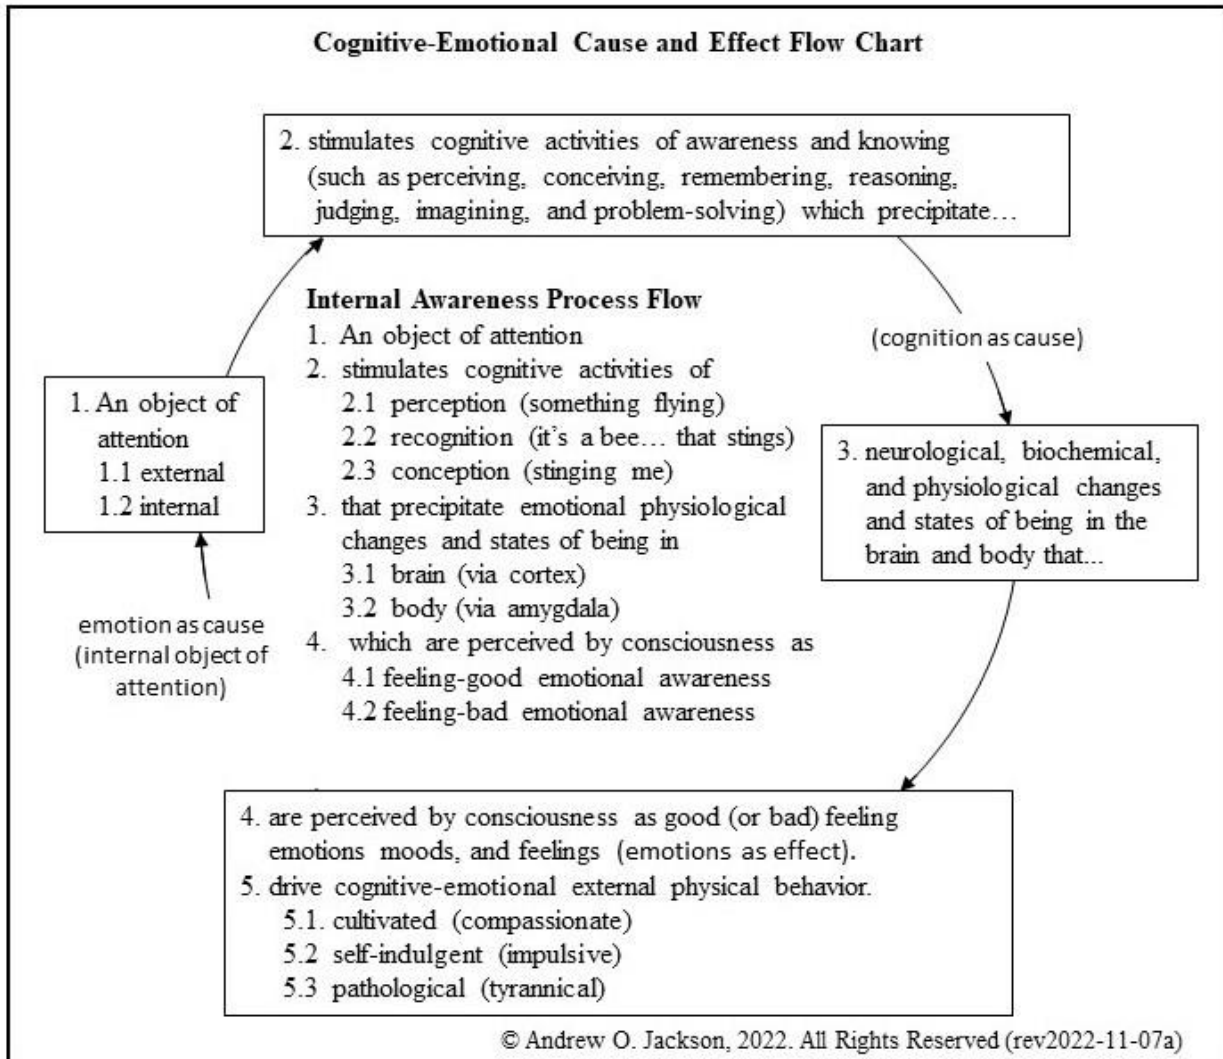 Cognitive-Emotional Cause and Effect Flow Chart
2. stimulates cognitive activities of awareness and knowing
(such as perceiving, conceiving, remembering, reasoning,
judging, imagining, and problem-solving) which precipitate…
Internal Awareness Process Flow
1. An object of attention
2. stimulates cognitive activities of
2.1 perception (something flying)
2.2 recognition (it's a bee… that stings)
2.3 conception (stinging me)
3. that precipitate emotional physiological
changes and states of being in
3.1 brain (via cortex)
3.2 body (via amygdala)
4. which are perceived by consciousness as
4.1 feeling-good emotional awareness
4.2 feeling-bad emotional awareness
(cognition as cause)
1. An object of
attention
1.1 external
1.2 internal
3. neurological, biochemical,
and physiological changes
and states of being in the
brain and body that...
emotion as cause
(internal object of
attention)
4. are perceived by consciousness as good (or bad) feeling
emotions moods, and feelings (emotions as effect).
5. drive cognitive-emotional external physical behavior.
5.1. cultivated (compassionate)
5.2 self-indulgent (impulsive)
5.3 pathological (tyrannical)
© Andrew O. Jackson, 2022. All Rights Reserved (rev2022-11-07a)